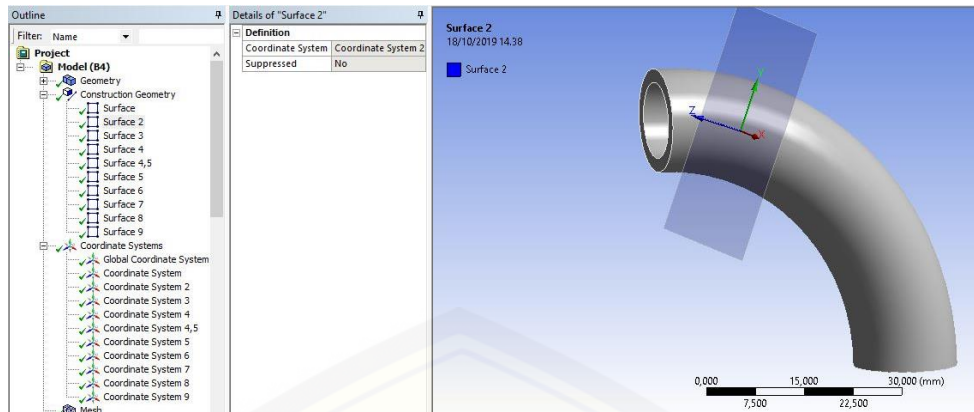 Outline
Filter: Name
Project
Model (B4)
Geometry
Construction Geometry
Surface
Surface 2
Surface 3
Surface 4
Surface 4,5
Surface 5
Surface 6
Surface 7
Surface 8
Surface 9
Coordinate Systems
Global Coordinate System
Coordinate System
Coordinate System 2
Coordinate System 3
Coordinate System 4
Coordinate System 4,5
Coordinate System 5
Coordinate System 6
Coordinate System 7
Coordinate System 8
Coordinate System 9
Mesh
Details of "Surface 2"
Definition
Coordinate System Coordinate System 2
Suppressed No
Surface 2
18/10/2019 14.38
Surface 2
Y
Z
X
0,000 15,000 30,000 (mm)
7,500 22,500